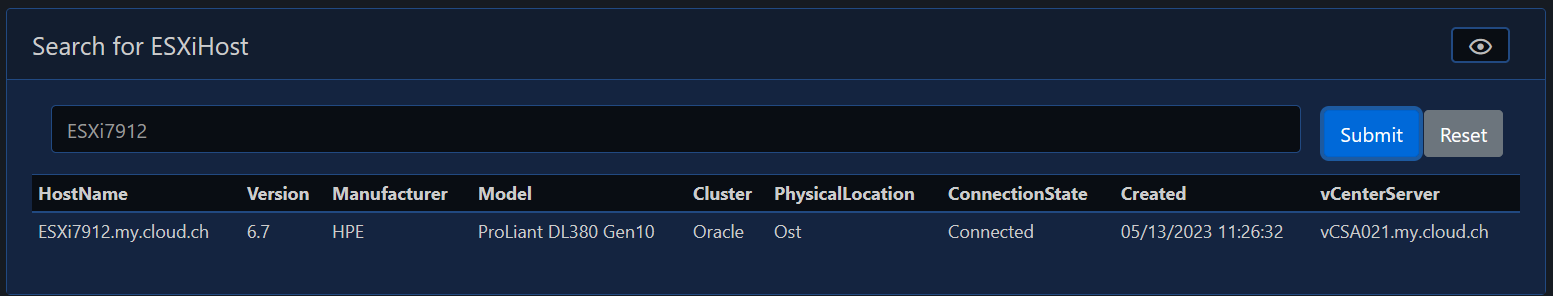 Search for ESXiHost
ESXi7912
Submit
Reset
HostName Version Manufacturer Model Cluster PhysicalLocation ConnectionState Created vCenterServer
ESXi7912.my.cloud.ch 6.7 HPE ProLiant DL380 Gen10 Oracle Ost Connected 05/13/2023 11:26:32 vCSA021.my.cloud.ch